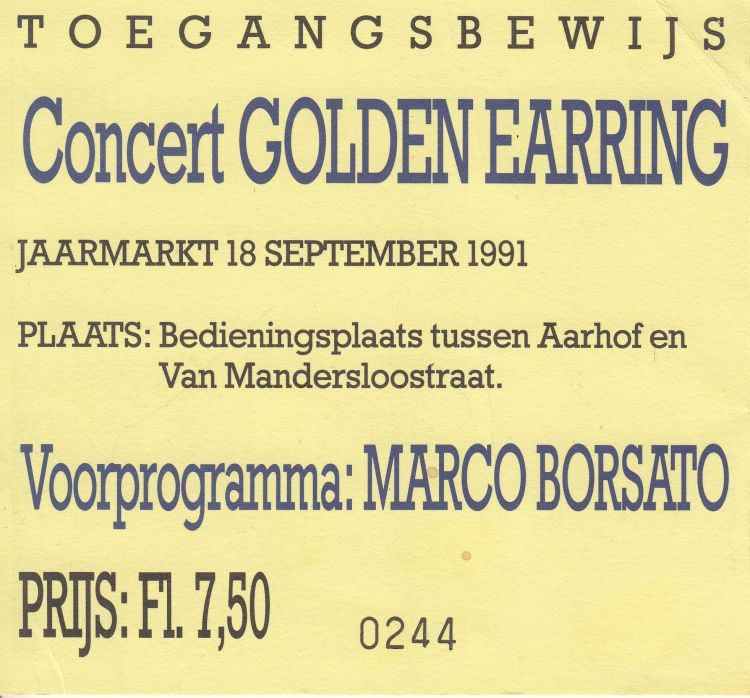 TOEGANGSBEWIJS
Concert GOLDEN EARRING
JAARMARKT 18 SEPTEMBER 1991
PLAATS: Bedieningsplaats tussen Aarhof en
Van Mandersloostraat.
Voorprogramma: MARCO BORSATO
PRIJS: Fl. 7,50
0244